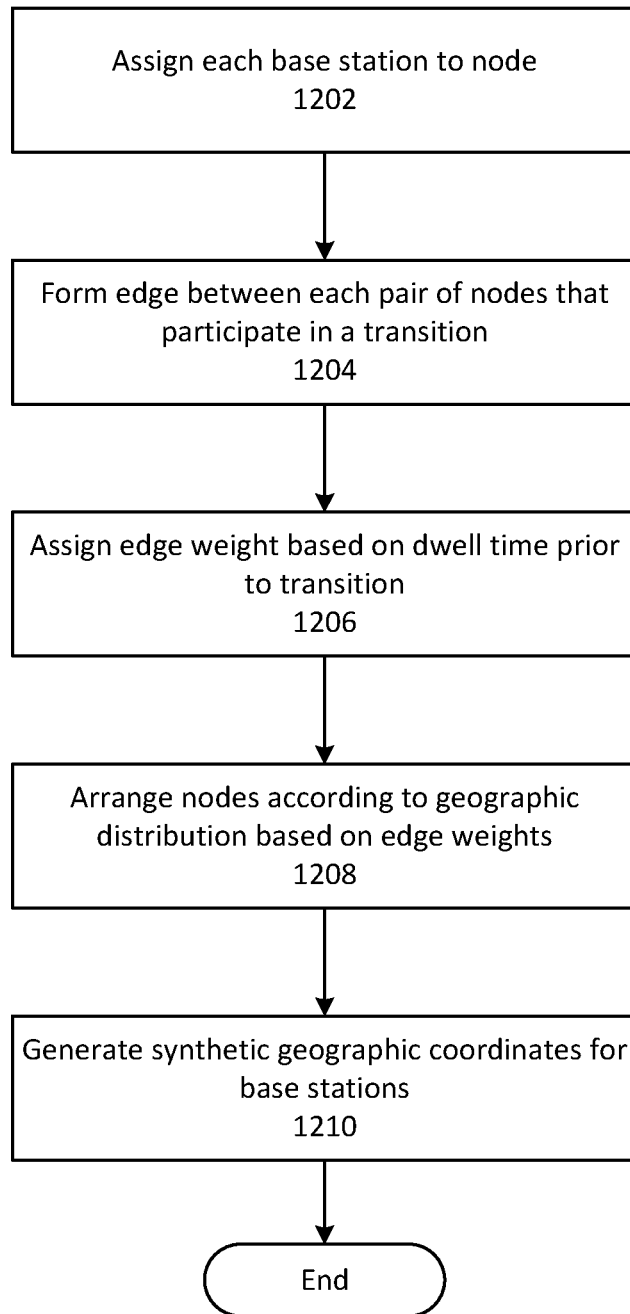 Assign each base station to node
1202
Form edge between each pair of nodes that
participate in a transition
1204
Assign edge weight based on dwell time prior
to transition
1206
Arrange nodes according to geographic
distribution based on edge weights
1208
Generate synthetic geographic coordinates for
base stations
1210
End